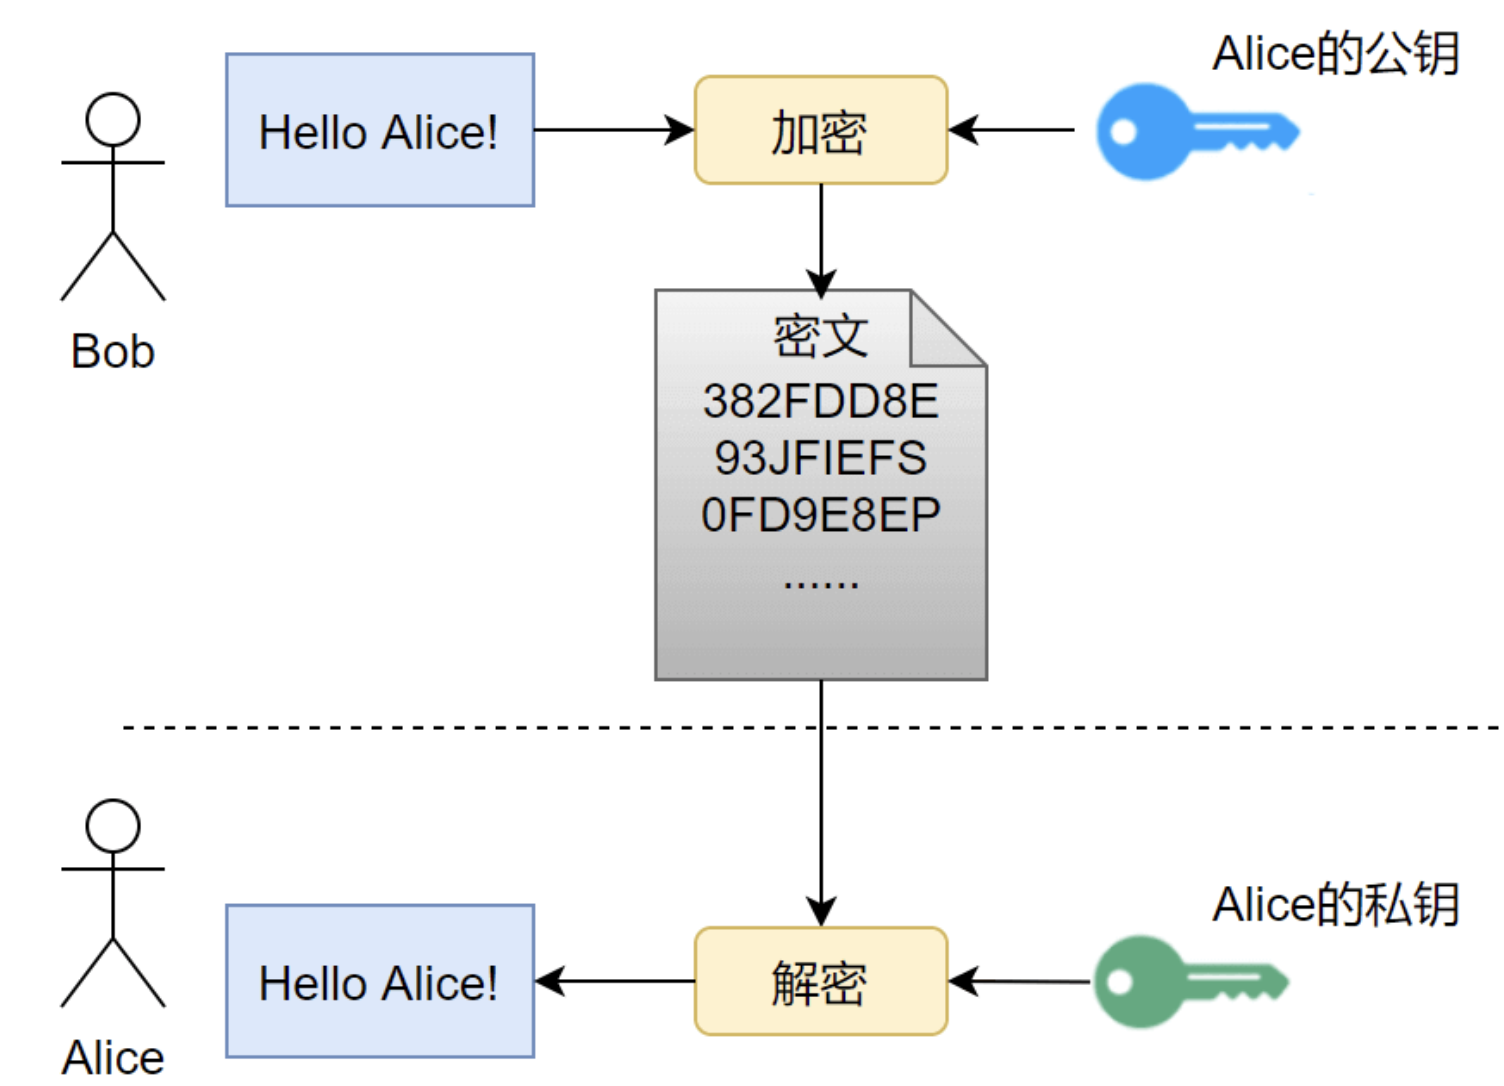 Alice的公钥
Hello Alice!
加密
Bob
密文
382FDD8E
93JFIEFS
0FD9E8EP
......
Alice的私钥
Hello Alice!
解密
Alice